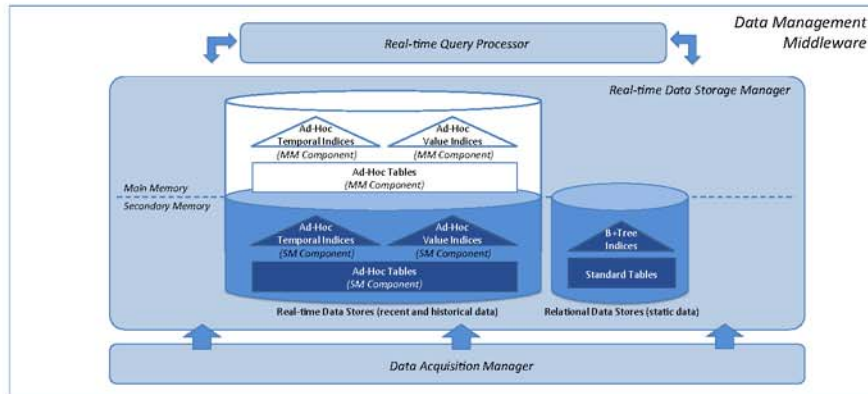 Data Management
Middleware
Real-time Query Processor
Real-time Data Storage Manager
Ad-Hoc
Temporal Indices
(MM Component)
Ad-Hoc
Value Indices
(MM Component)
Ad-Hoc Tables
(MM Component)
Main Memory
Secondary Memory
Ad-Hoc
Temporal Indices
(SM Component)
Ad-Hoc
Value Indices
(SM Component)
Ad-Hoc Tables
(SM Component)
B+Tree
Indices
Standard Tables
Real-time Data Stores (recent and historical data)
Relational Data Stores (static data)
Data Acquisition Manager